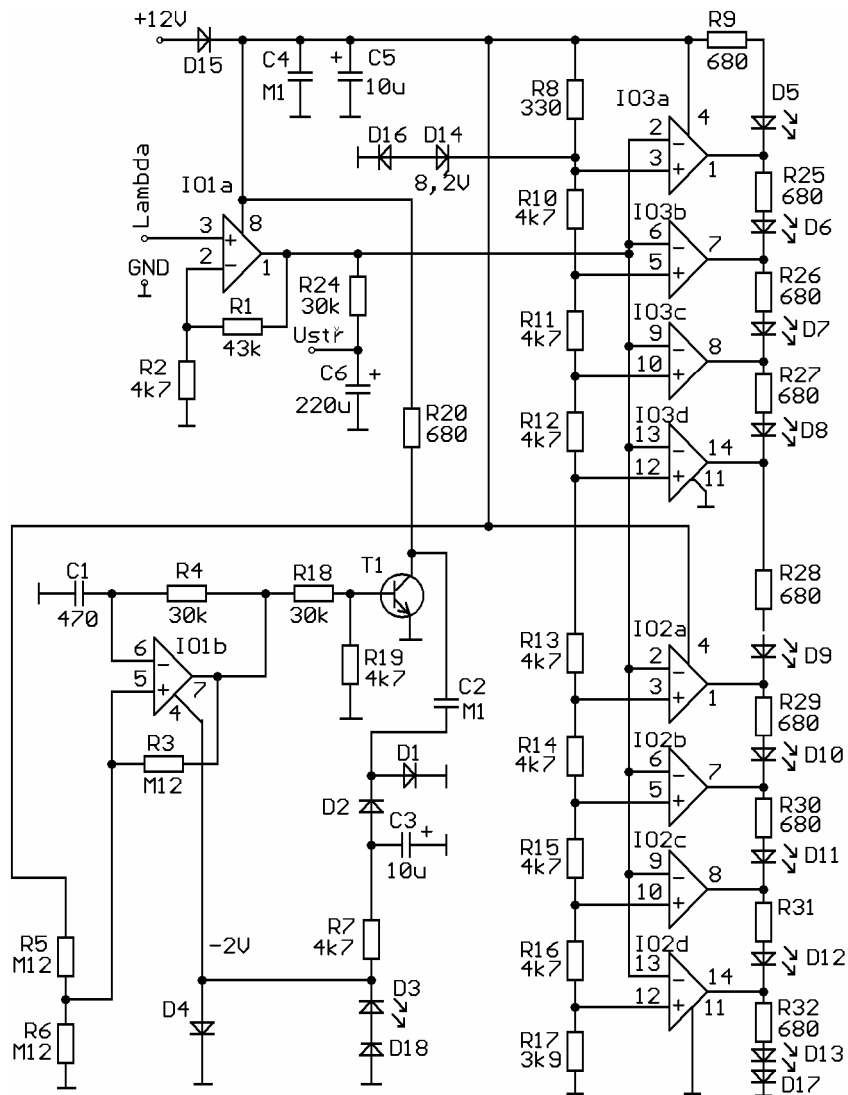 +12V
D15
C4
M1
+
C5
10u
R9
680
R8
330
IO3a
2
3
4
1
D5
D16
D14
8,2V
IO1a
Lambda
3
2
8
1
GND
R1
43k
R2
4k7
R24
30k
Ustr
C6
+
220u
R10
4k7
IO3b
6
5
7
R25
680
D6
R26
680
D7
R11
4k7
IO3c
9
10
8
R27
680
D8
R12
4k7
IO3d
13
12
14
11
R20
680
C1
470
R4
30k
R18
30k
T1
IO1b
6
5
7
4
R19
4k7
R3
M12
C2
M1
D1
D2
C3
+
10u
R28
680
D9
R13
4k7
IO2a
2
3
4
1
R29
680
D10
R14
4k7
IO2b
6
5
7
R30
680
D11
R15
4k7
IO2c
9
10
8
R31
D12
R16
4k7
IO2d
13
12
14
11
R32
680
D13
D17
R17
3k9
R5
M12
R6
M12
-2V
R7
4k7
D4
D3
D18